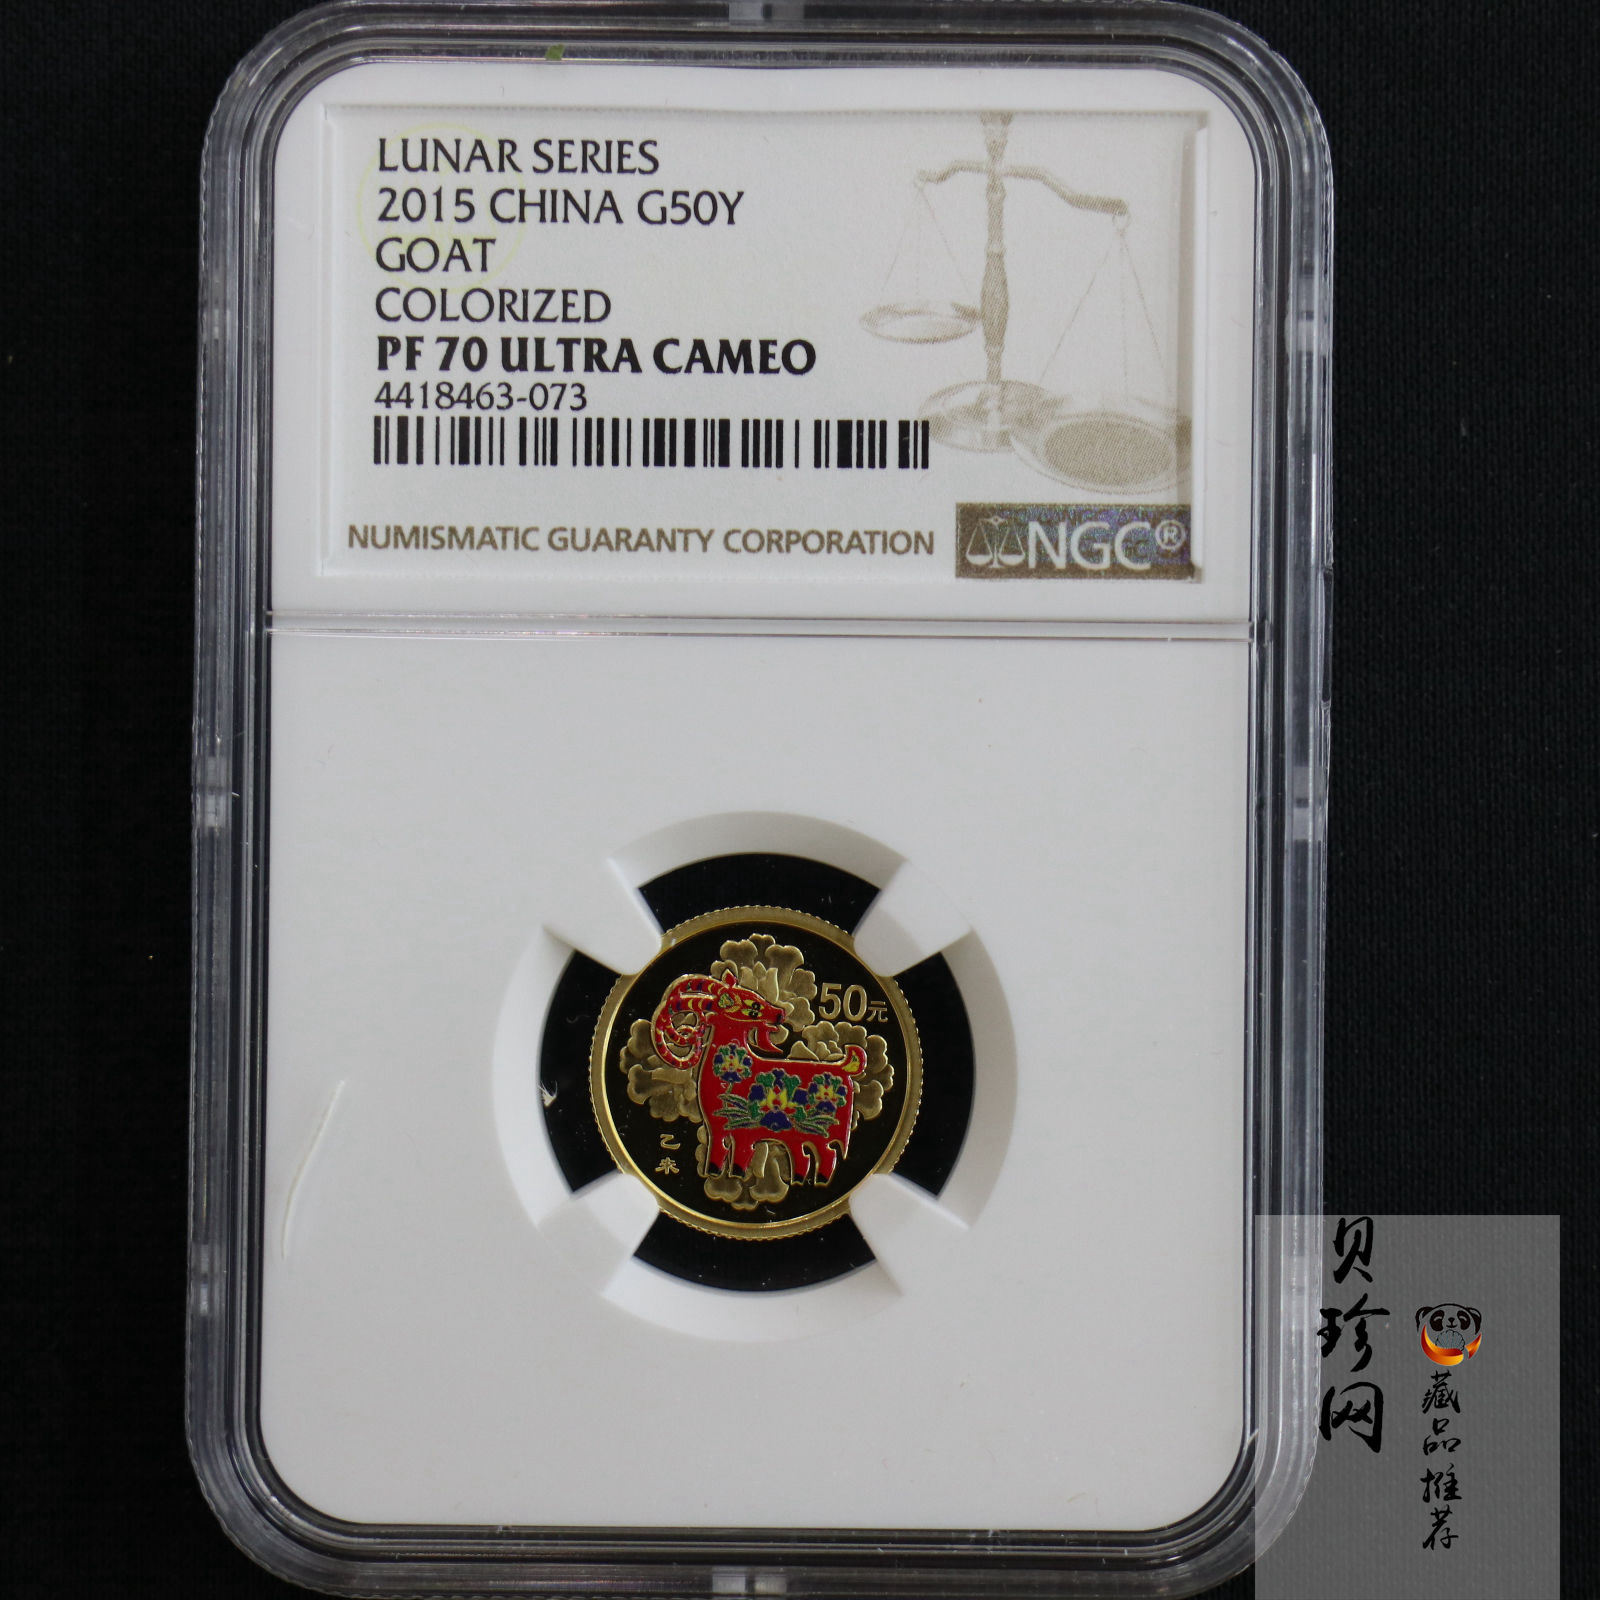 LUNAR SERIES
2015 CHINA G50Y
GOAT
COLORIZED
PF 70 ULTRA CAMEO
4418463-073
NUMISMATIC GUARANTY CORPORATION
NGC®
50元
乙
未
贝珍网
藏品推荐